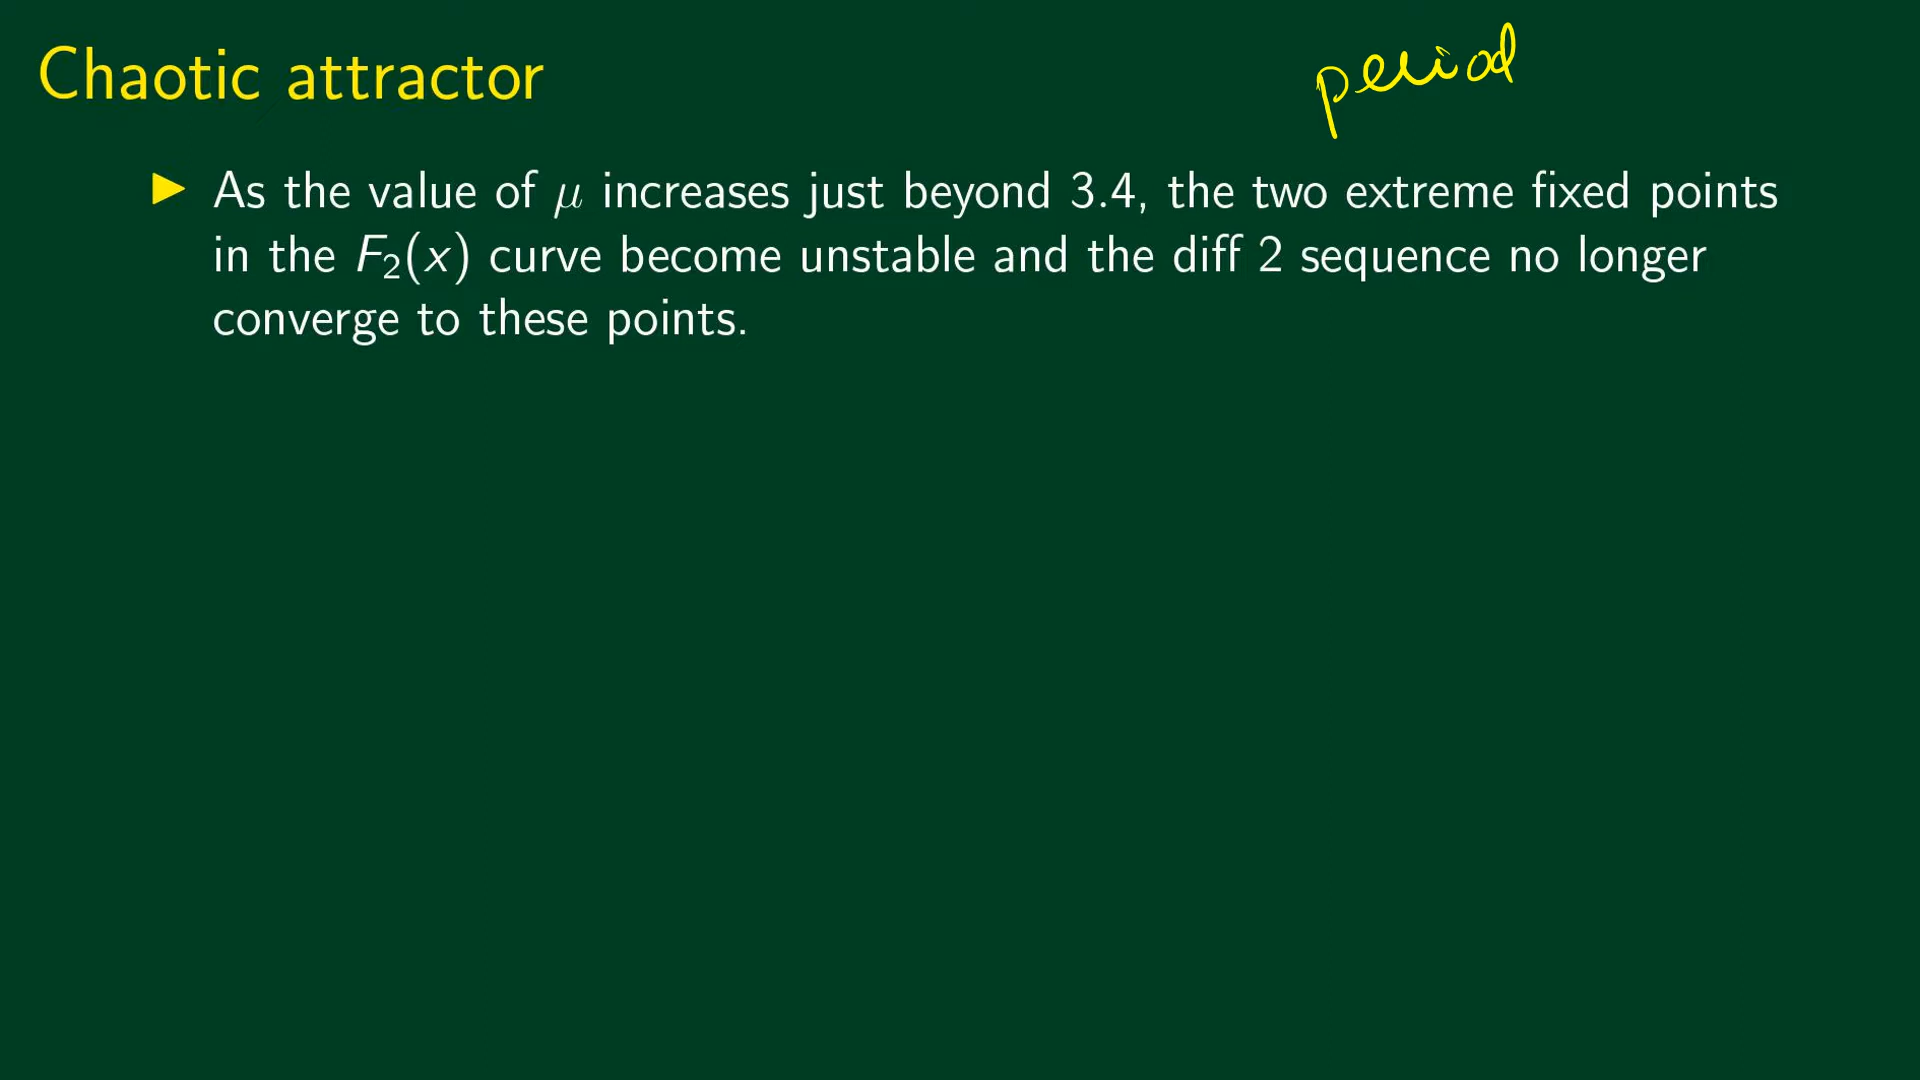 Chaotic attractor
period
As the value of μ increases just beyond 3.4, the two extreme fixed points
in the F₂(x) curve become unstable and the diff 2 sequence no longer
converge to these points.